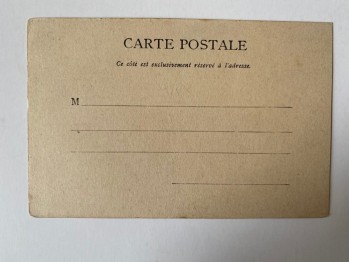 CARTE POSTALE
Ce côté est exclusivement réservé à l'adresse.
M